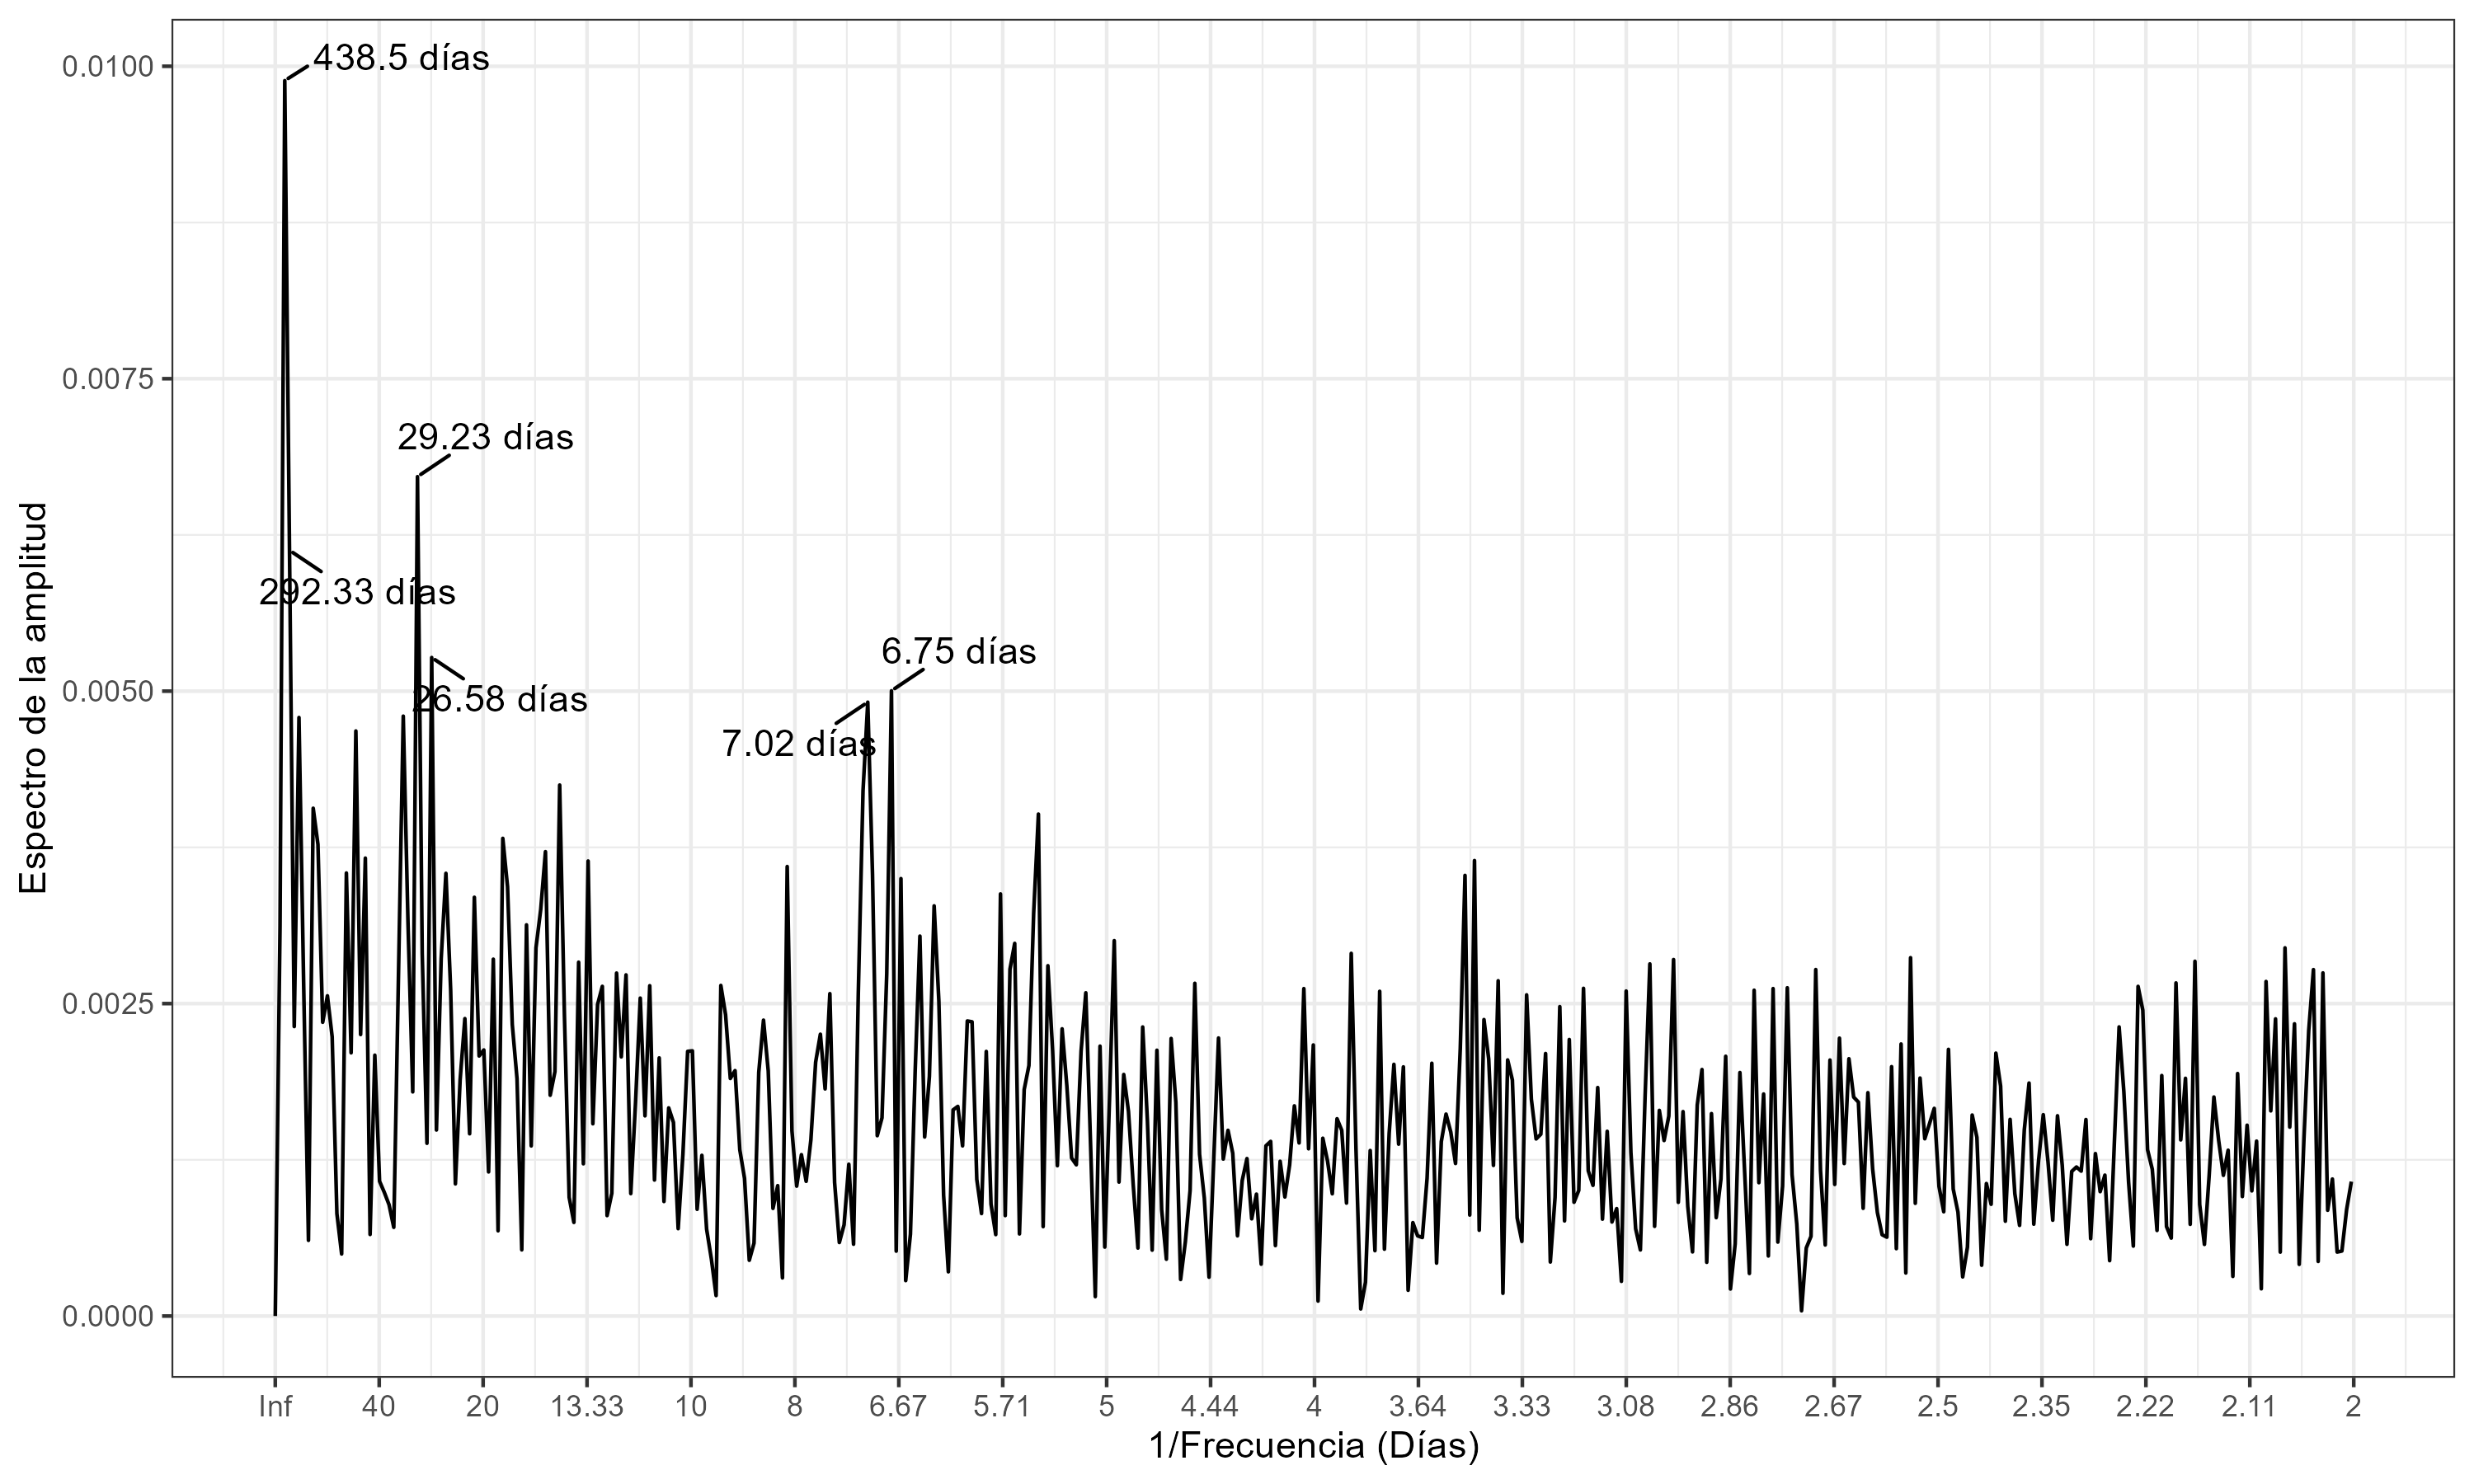 438.5 días
29.23 días
292.33 días
26.58 días
6.75 días
7.02 días
0.0100
0.0075
0.0050
0.0025
0.0000
Espectro de la amplitud
Inf 40 20 13.33 10 8 6.67 5.71 5 4.44 4 3.64 3.33 3.08 2.86 2.67 2.5 2.35 2.22 2.11 2
1/Frecuencia (Días)